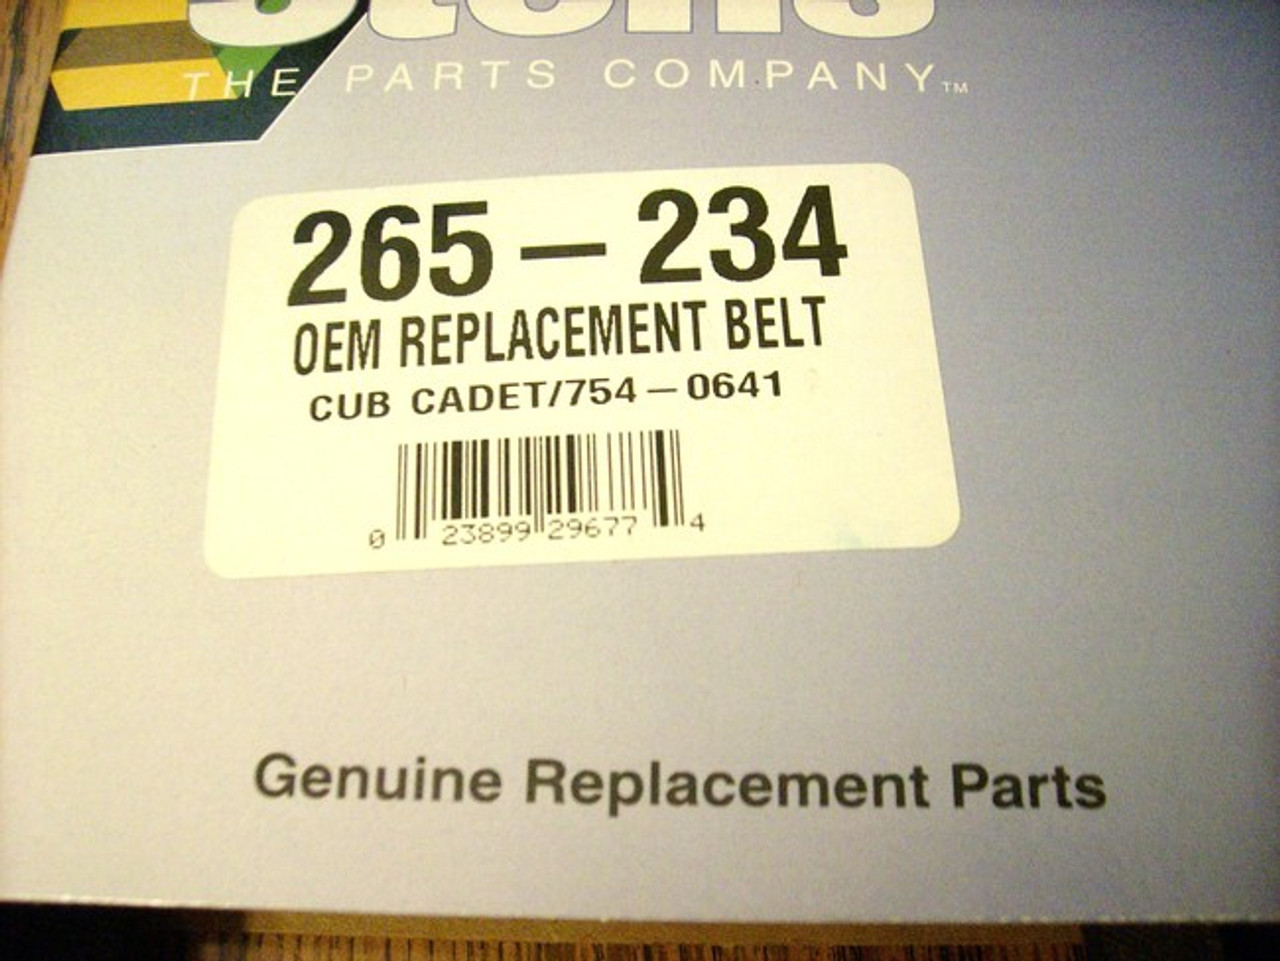 Stens
THE PARTS COMPANY™
265-234
OEM REPLACEMENT BELT
CUB CADET/754-0641
0 23899 29677 4
Genuine Replacement Parts